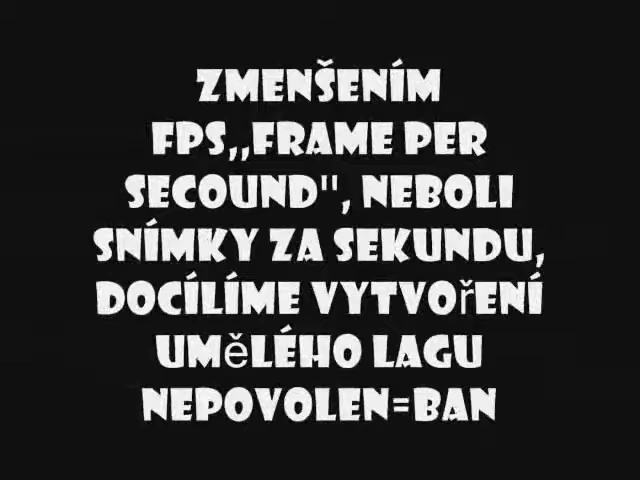 ZMENŠENÍM
FPS,,FRAME PER
SECOUND", NEBOLI
SNÍMKY ZA SEKUNDU,
DOCÍLÍME VYTVOŘENÍ
UMĚLÉHO LAGU
NEPOVOLEN=BAN